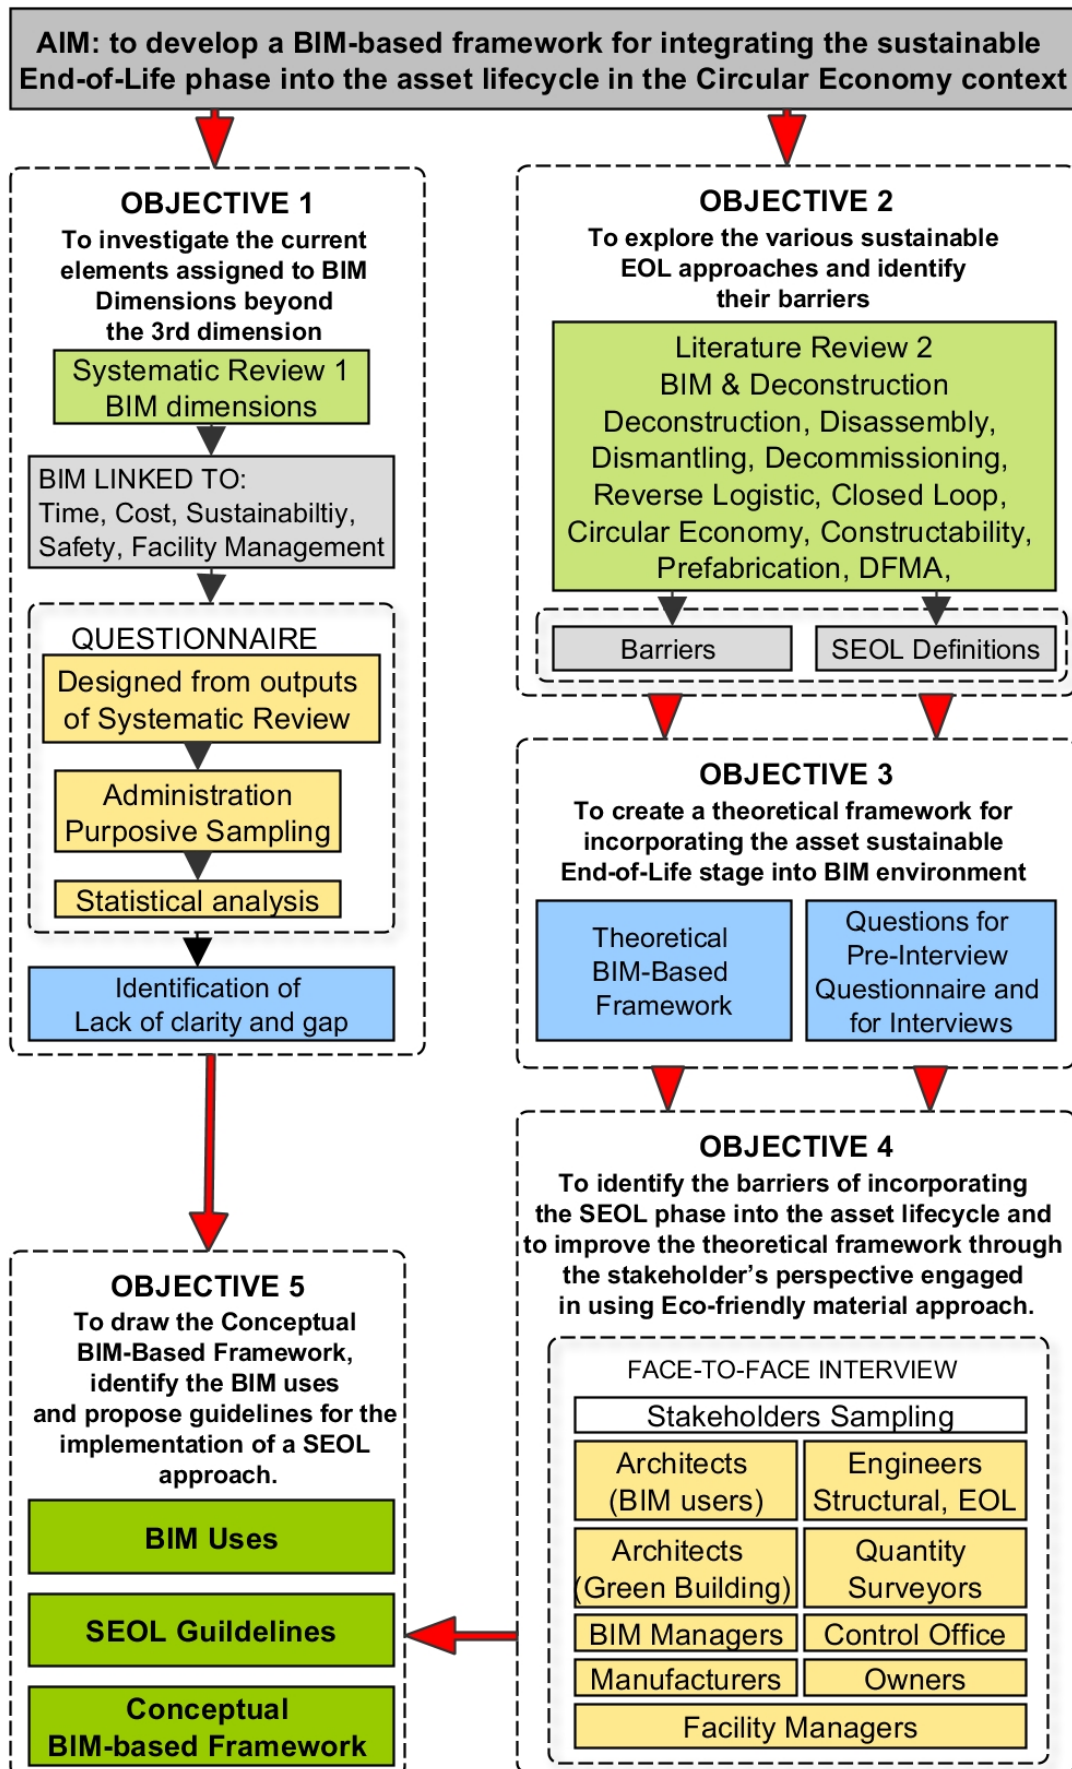 AIM: to develop a BIM-based framework for integrating the sustainable
End-of-Life phase into the asset lifecycle in the Circular Economy context
OBJECTIVE 1
To investigate the current
elements assigned to BIM
Dimensions beyond
the 3rd dimension
Systematic Review 1
BIM dimensions
BIM LINKED TO:
Time, Cost, Sustainabiltiy,
Safety, Facility Management
QUESTIONNAIRE
Designed from outputs
of Systematic Review
Administration
Purposive Sampling
Statistical analysis
Identification of
Lack of clarity and gap
OBJECTIVE 2
To explore the various sustainable
EOL approaches and identify
their barriers
Literature Review 2
BIM & Deconstruction
Deconstruction, Disassembly,
Dismantling, Decommissioning,
Reverse Logistic, Closed Loop,
Circular Economy, Constructability,
Prefabrication, DFMA,
Barriers
SEOL Definitions
OBJECTIVE 3
To create a theoretical framework for
incorporating the asset sustainable
End-of-Life stage into BIM environment
Theoretical
BIM-Based
Framework
Questions for
Pre-Interview
Questionnaire and
for Interviews
OBJECTIVE 4
To identify the barriers of incorporating
the SEOL phase into the asset lifecycle and
to improve the theoretical framework through
the stakeholder's perspective engaged
in using Eco-friendly material approach.
FACE-TO-FACE INTERVIEW
Stakeholders Sampling
Architects
(BIM users)
Engineers
Structural, EOL
Architects
(Green Building)
Quantity
Surveyors
BIM Managers
Control Office
Manufacturers
Owners
Facility Managers
OBJECTIVE 5
To draw the Conceptual
BIM-Based Framework,
identify the BIM uses
and propose guidelines for the
implementation of a SEOL
approach.
BIM Uses
SEOL Guildelines
Conceptual
BIM-based Framework